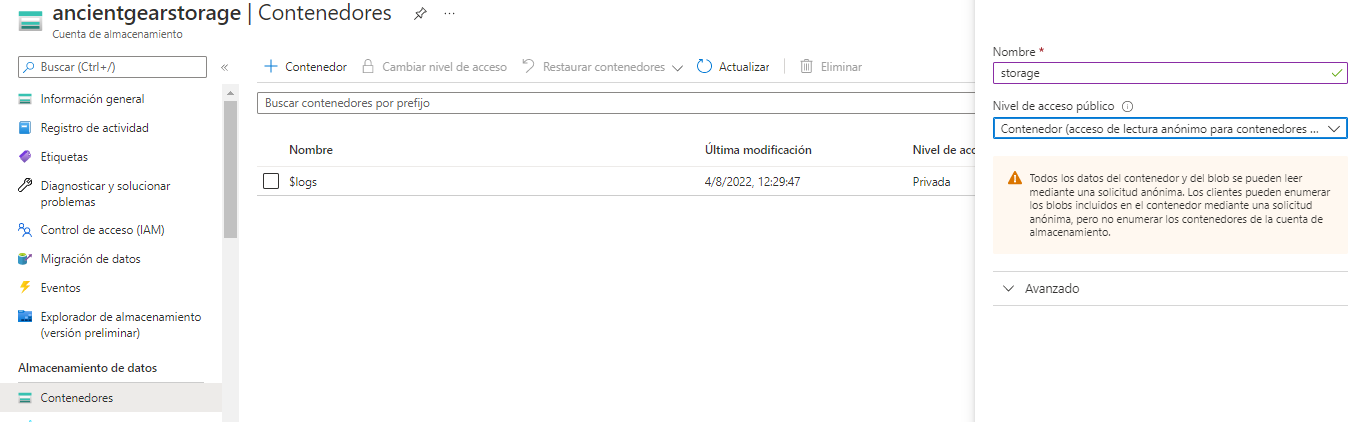 ancientgearstorage | Contenedores
Cuenta de almacenamiento
Buscar (Ctrl+/)
Información general
Registro de actividad
Etiquetas
Diagnosticar y solucionar
problemas
Control de acceso (IAM)
Migración de datos
Eventos
Explorador de almacenamiento
(versión preliminar)
Almacenamiento de datos
Contenedores
Contenedor Cambiar nivel de acceso Restaurar contenedores Actualizar Eliminar
Buscar contenedores por prefijo
Nombre Última modificación Nivel de acc
$logs 4/8/2022, 12:29:47 Privada
Nombre *
storage
Nivel de acceso público
Contenedor (acceso de lectura anónimo para contenedores ...
Todos los datos del contenedor y del blob se pueden leer
mediante una solicitud anónima. Los clientes pueden enumerar
los blobs incluidos en el contenedor mediante una solicitud
anónima, pero no enumerar los contenedores de la cuenta de
almacenamiento.
Avanzado